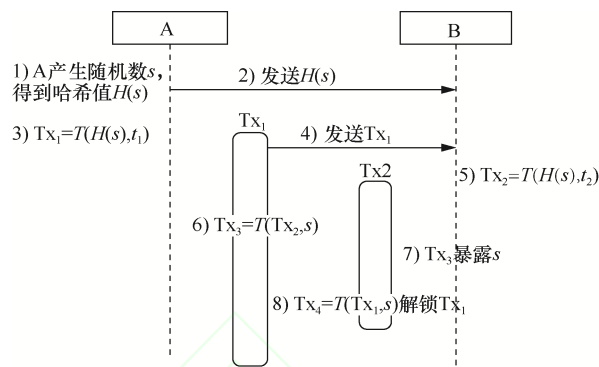 A
B
1) A产生随机数s,
得到哈希值H(s)
2) 发送H(s)
3) Tx₁=T(H(s),t₁)
Tx₁
4) 发送Tx₁
Tx2
5) Tx₂=T(H(s),t₂)
6) Tx₃=T(Tx₂,s)
7) Tx₃暴露s
8) Tx₄=T(Tx₁,s)解锁Tx₁